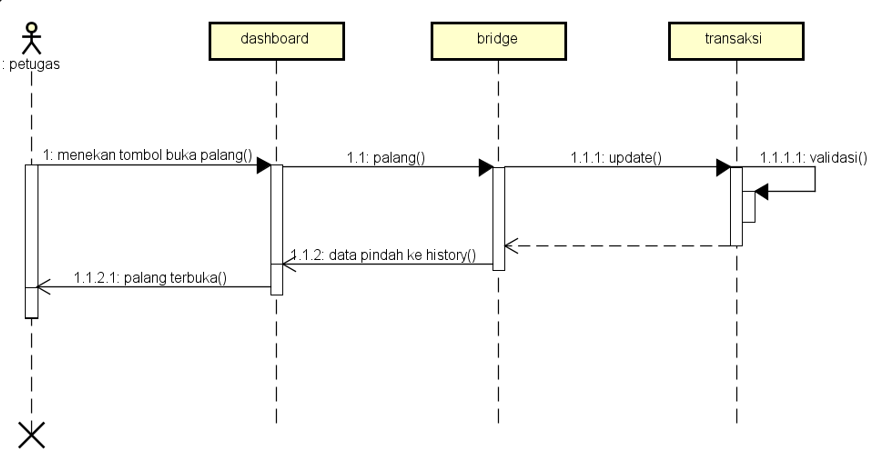 dashboard
bridge
transaksi
: petugas
1: menekan tombol buka palang()
1.1: palang()
1.1.1: update()
1.1.1.1: validasi()
1.1.2: data pindah ke history()
1.1.2.1: palang terbuka()